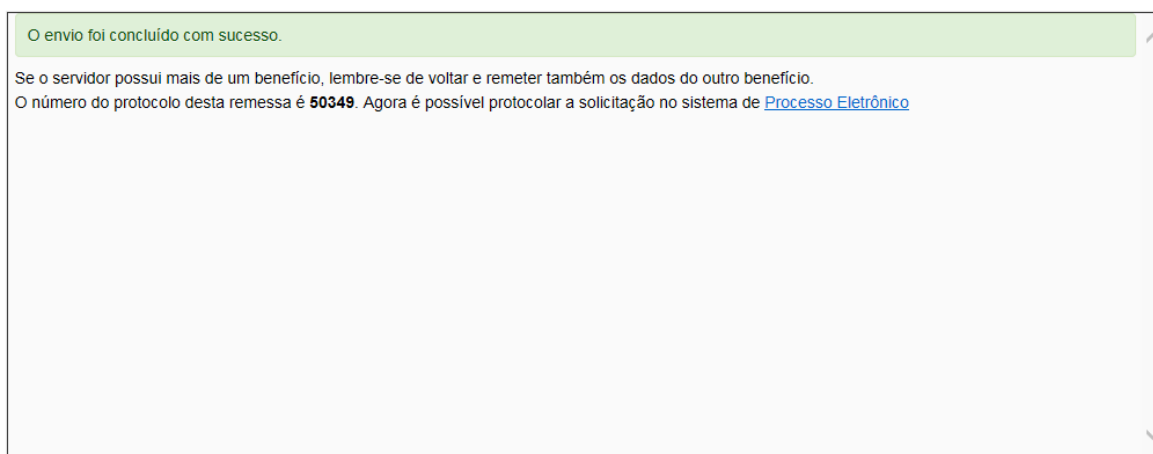 O envio foi concluído com sucesso.
Se o servidor possui mais de um benefício, lembre-se de voltar e remeter também os dados do outro benefício.
O número do protocolo desta remessa é 50349. Agora é possível protocolar a solicitação no sistema de Processo Eletrônico